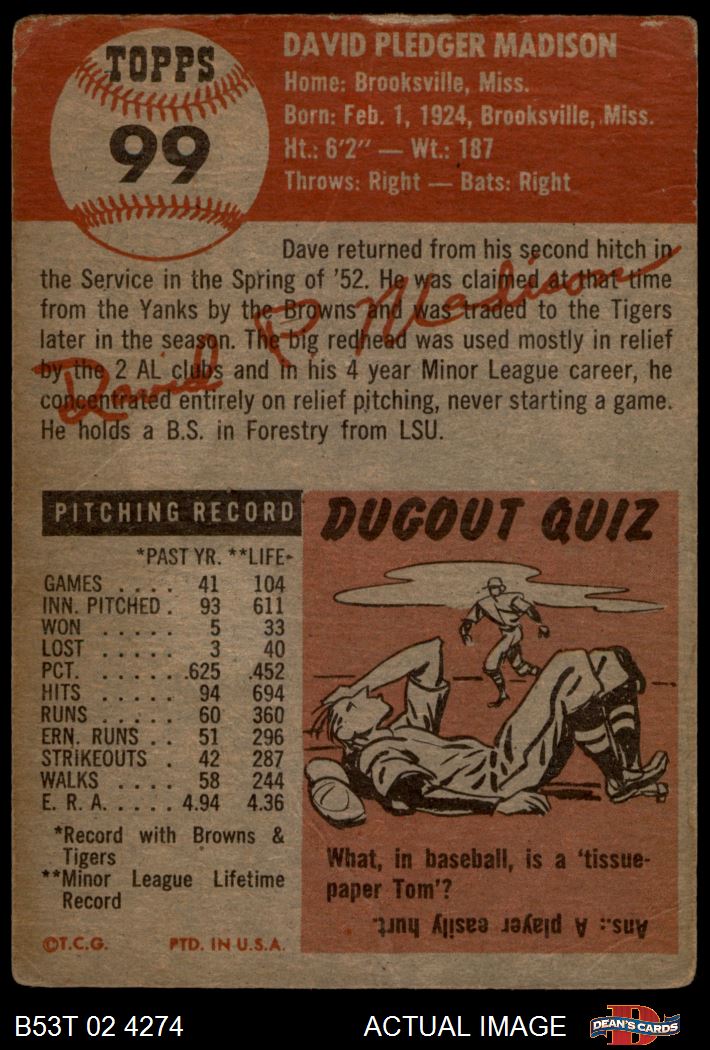 TOPPS
99
DAVID PLEDGER MADISON
Home: Brooksville, Miss.
Born: Feb. 1, 1924, Brooksville, Miss.
Ht.: 6'2" — Wt.: 187
Throws: Right — Bats: Right
Dave returned from his second hitch in
the Service in the Spring of '52. He was claimed at that time
from the Yanks by the Browns and was traded to the Tigers
later in the season. The big redhead was used mostly in relief
by the 2 AL clubs and in his 4 year Minor League career, he
concentrated entirely on relief pitching, never starting a game.
He holds a B.S. in Forestry from LSU.
David P. Madison
PITCHING RECORD
*PAST YR. **LIFE-
GAMES . . . . 41 104
INN. PITCHED . 93 611
WON . . . . . 5 33
LOST . . . . . 3 40
PCT. . . . . . .625 .452
HITS . . . . . 94 694
RUNS . . . . . 60 360
ERN. RUNS . . 51 296
STRIKEOUTS . 42 287
WALKS . . . . 58 244
E. R. A. . . . . . 4.94 4.36
*Record with Browns &
Tigers
**Minor League Lifetime
Record
©T.C.G. PTD. IN U.S.A.
DUGOUT QUIZ
What, in baseball, is a 'tissue-
paper Tom'?
Ans.: A player easily hurt.
B53T 02 4274
ACTUAL IMAGE
DEAN'S CARDS